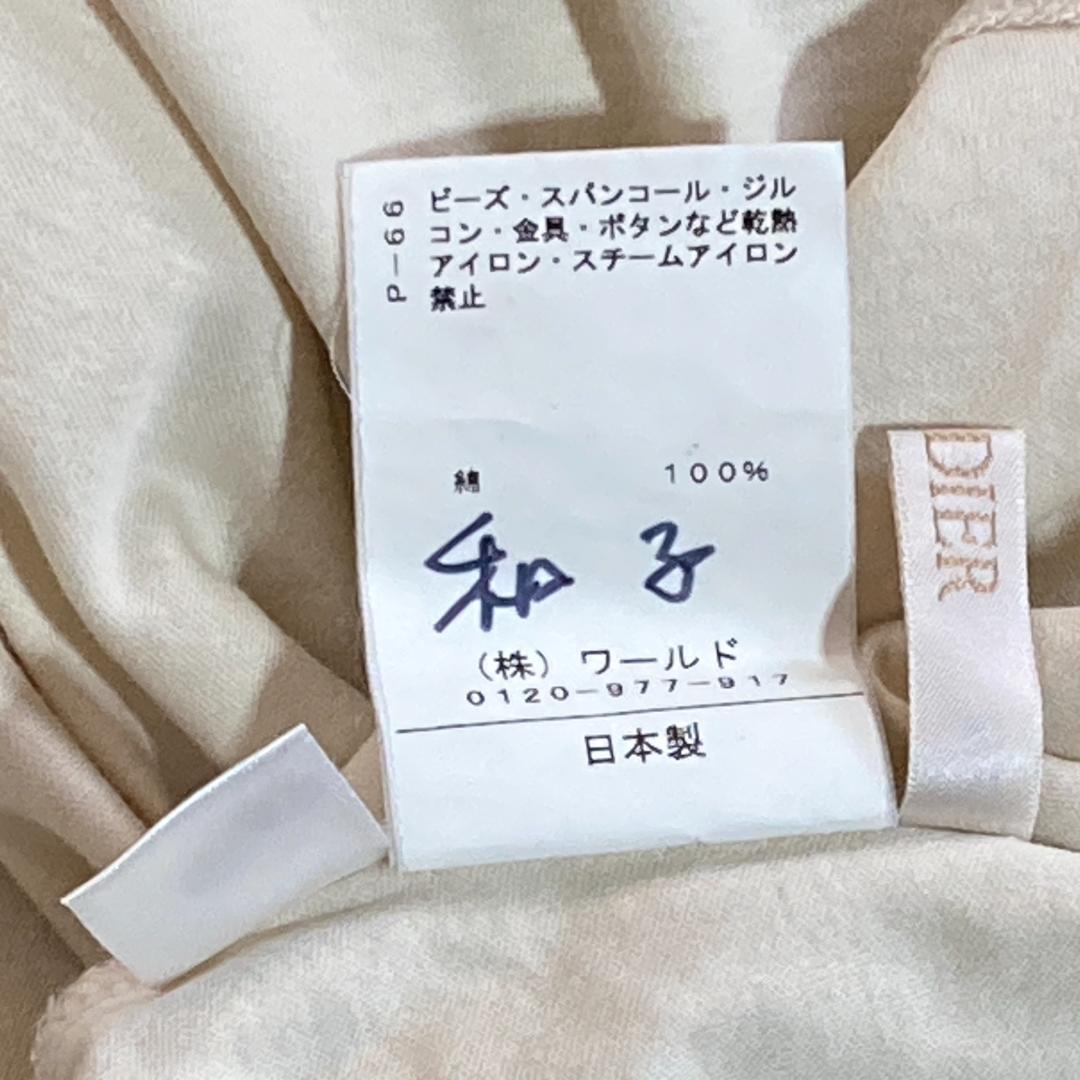 P－66
ビーズ・スパンコール・ジル
コン・金具・ボタンなど乾熱
アイロン・スチームアイロン
禁止
綿 100%
和子
（株）ワールド
0120－977－917
日本製
DIER